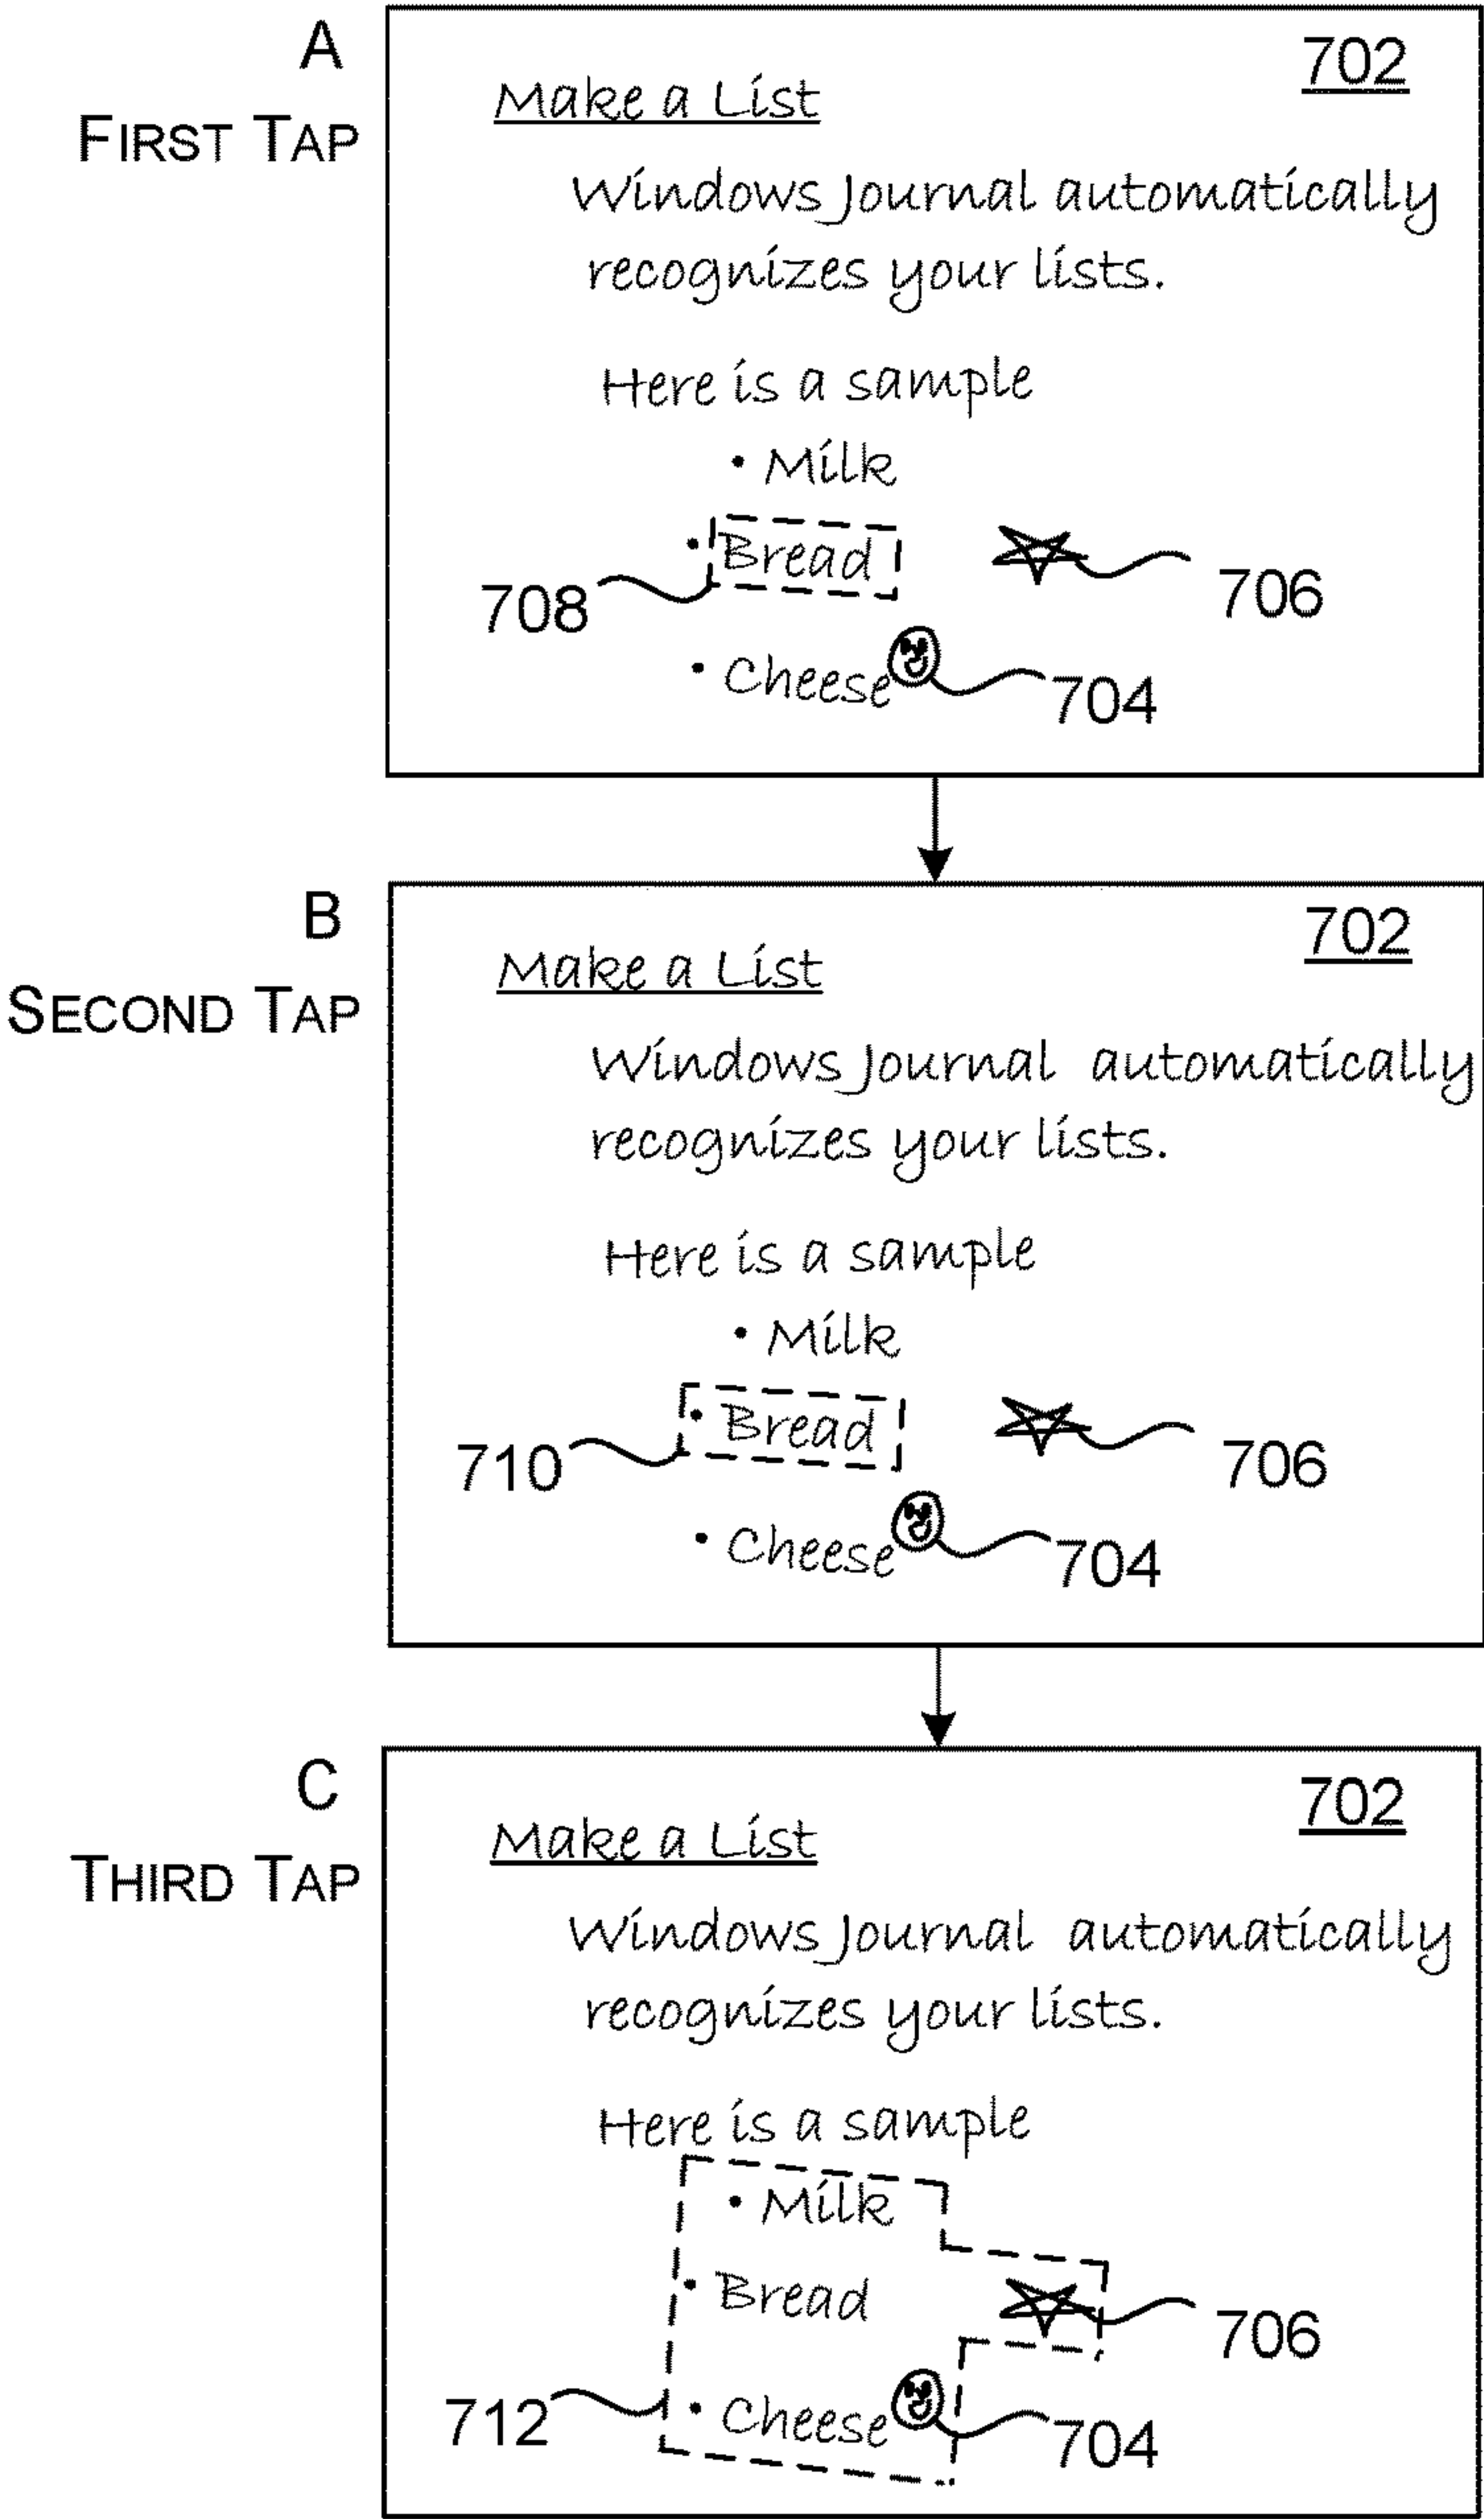 A
FIRST TAP
702
Make a List
Windows Journal automatically
recognizes your lists.
Here is a sample
• Milk
• Bread
708
706
• Cheese
704
B
SECOND TAP
702
Make a List
Windows Journal automatically
recognizes your lists.
Here is a sample
• Milk
• Bread
710
706
• Cheese
704
C
THIRD TAP
702
Make a List
Windows Journal automatically
recognizes your lists.
Here is a sample
• Milk
• Bread
706
712
• Cheese
704